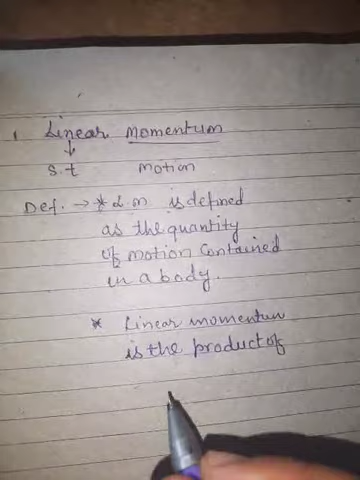 1 Linear Momentum
↓
S.t motion
Def. → * L m is defined
as the quantity
of motion contained
in a body.
* Linear momentum
is the product of